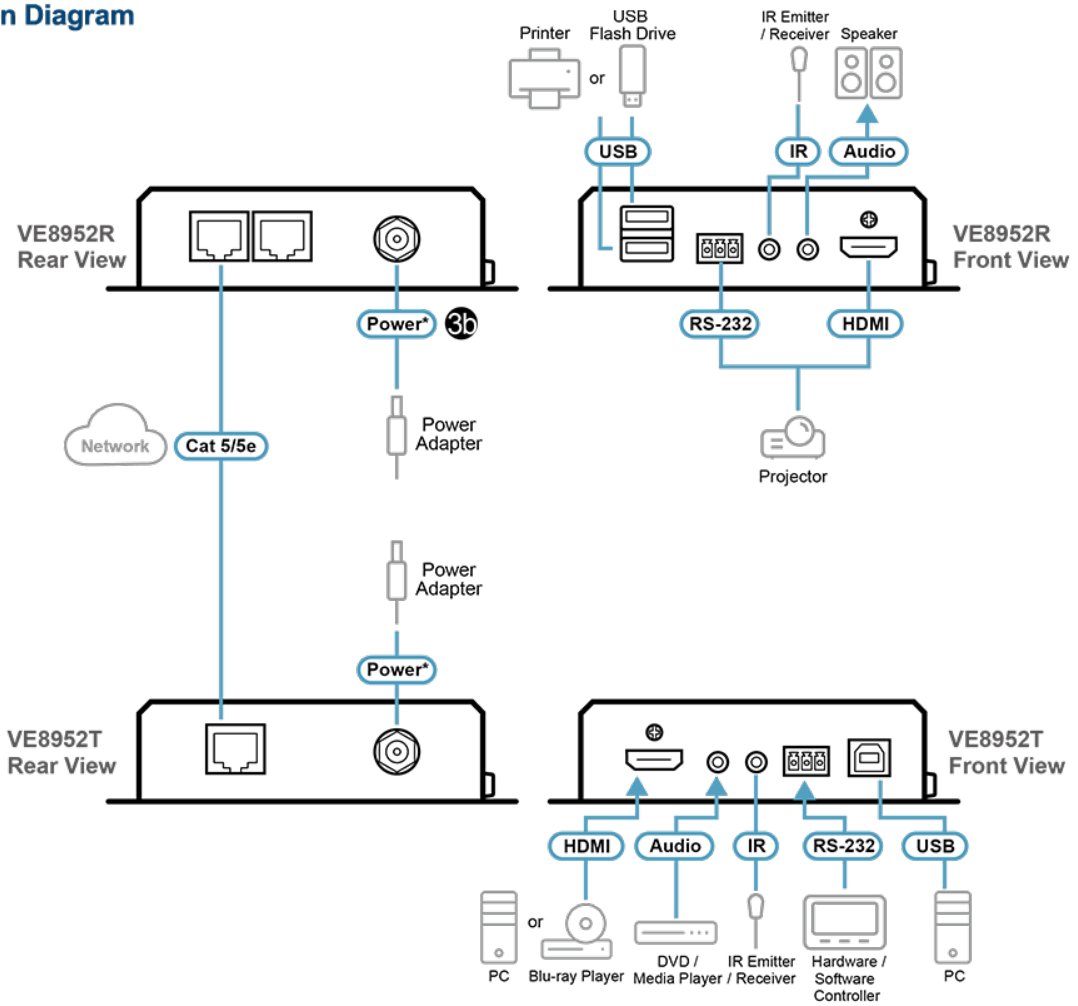 n Diagram
Printer
or
USB
Flash Drive
IR Emitter
/ Receiver
Speaker
USB
IR
Audio
VE8952R
Rear View
VE8952R
Front View
Power*
3b
RS-232
HDMI
Network
Cat 5/5e
Power
Adapter
Projector
Power
Adapter
Power*
VE8952T
Rear View
VE8952T
Front View
HDMI
Audio
IR
RS-232
USB
or
PC
Blu-ray Player
DVD /
Media Player
IR Emitter
/ Receiver
Hardware /
Software
Controller
PC